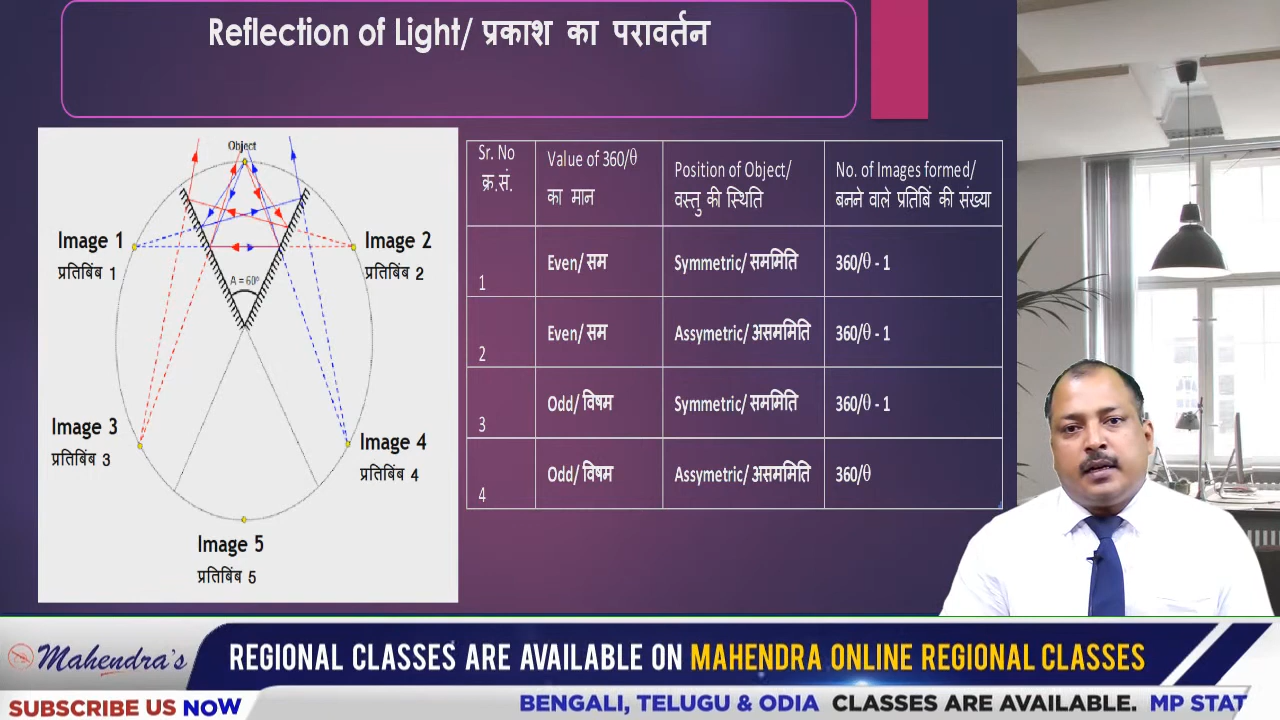 Reflection of Light/ प्रकाश का परावर्तन
Object
Image 1
प्रतिबिंब 1
Image 2
प्रतिबिंब 2
A = 60°
Image 3
प्रतिबिंब 3
Image 4
प्रतिबिंब 4
Image 5
प्रतिबिंब 5
Sr. No
क्र.सं.
Value of 360/θ
का मान
Position of Object/
वस्तु की स्थिति
No. of Images formed/
बनने वाले प्रतिबिं की संख्या
1
Even/ सम
Symmetric/ सममिति
360/θ - 1
2
Even/ सम
Assymetric/ असममिति
360/θ - 1
3
Odd/ विषम
Symmetric/ सममिति
360/θ - 1
4
Odd/ विषम
Assymetric/ असममिति
360/θ
Mahendra's
REGIONAL CLASSES ARE AVAILABLE ON MAHENDRA ONLINE REGIONAL CLASSES
SUBSCRIBE US NOW
BENGALI, TELUGU & ODIA CLASSES ARE AVAILABLE. MP STAT